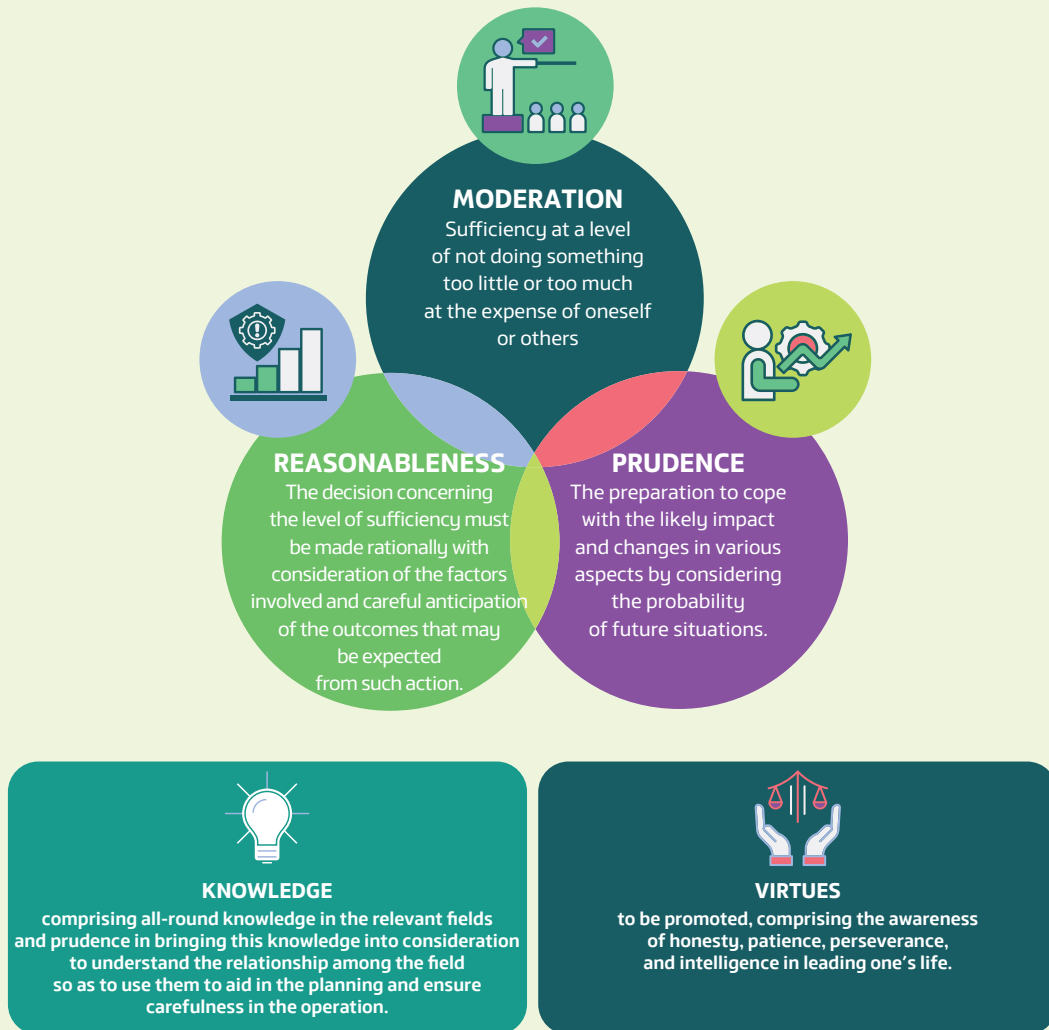 MODERATION
Sufficiency at a level
of not doing something
too little or too much
at the expense of oneself
or others
REASONABLENESS
The decision concerning
the level of sufficiency must
be made rationally with
consideration of the factors
involved and careful anticipation
of the outcomes that may
be expected
from such action.
PRUDENCE
The preparation to cope
with the likely impact
and changes in various
aspects by considering
the probability
of future situations.
KNOWLEDGE
comprising all-round knowledge in the relevant fields
and prudence in bringing this knowledge into consideration
to understand the relationship among the field
so as to use them to aid in the planning and ensure
carefulness in the operation.
VIRTUES
to be promoted, comprising the awareness
of honesty, patience, perseverance,
and intelligence in leading one's life.